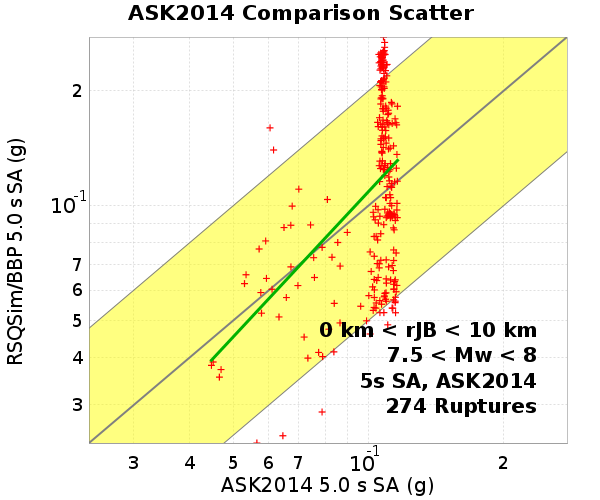 ASK2014 Comparison Scatter
RSQSim/BBP 5.0 s SA (g)
2
10^-1
7
6
5
4
3
0 km < rJB < 10 km
7.5 < Mw < 8
5s SA, ASK2014
274 Ruptures
3 4 5 6 7 10^-1 2
ASK2014 5.0 s SA (g)